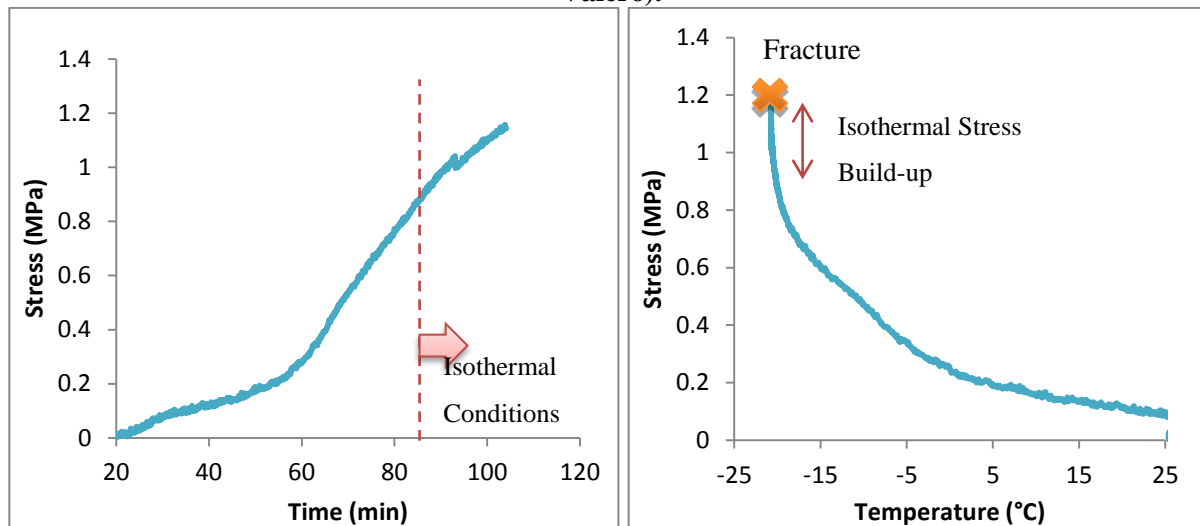 1.4
1.2
1
0.8
0.6
0.4
0.2
0
20 40 60 80 100 120
Stress (MPa)
Time (min)
Isothermal
Conditions
1.4
1.2
1
0.8
0.6
0.4
0.2
0
-25 -15 -5 5 15 25
Stress (MPa)
Temperature (°C)
Fracture
Isothermal Stress
Build-up